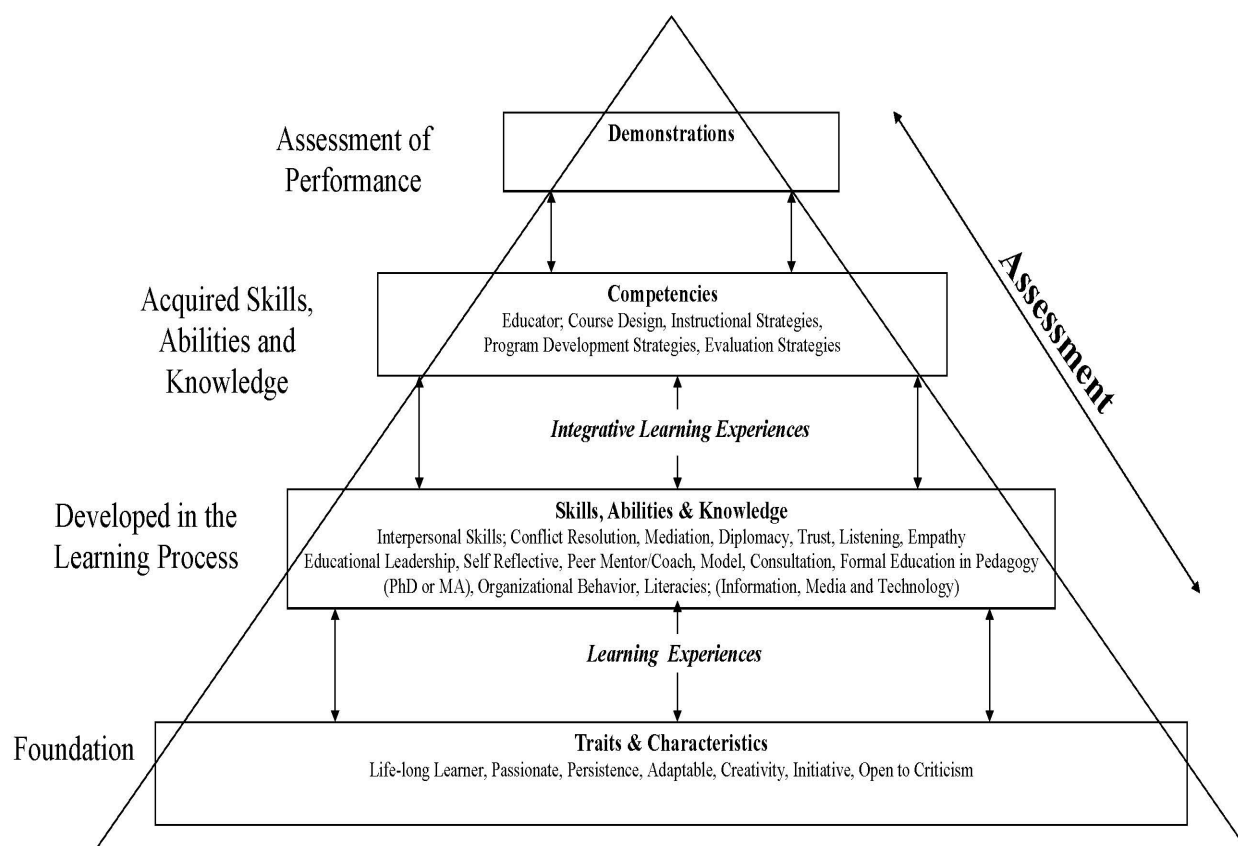 Assessment of
Performance
Demonstrations
Acquired Skills,
Abilities and
Knowledge
Competencies
Educator; Course Design, Instructional Strategies,
Program Development Strategies, Evaluation Strategies
Assessment
Integrative Learning Experiences
Developed in the
Learning Process
Skills, Abilities & Knowledge
Interpersonal Skills; Conflict Resolution, Mediation, Diplomacy, Trust, Listening, Empathy
Educational Leadership, Self Reflective, Peer Mentor/Coach, Model, Consultation, Formal Education in Pedagogy
(PhD or MA), Organizational Behavior, Literacies; (Information, Media and Technology)
Learning Experiences
Foundation
Traits & Characteristics
Life-long Learner, Passionate, Persistence, Adaptable, Creativity, Initiative, Open to Criticism